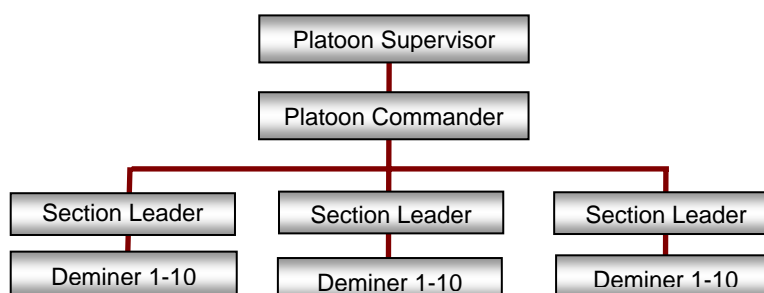 Platoon Supervisor
Platoon Commander
Section Leader
Section Leader
Section Leader
Deminer 1-10
Deminer 1-10
Deminer 1-10